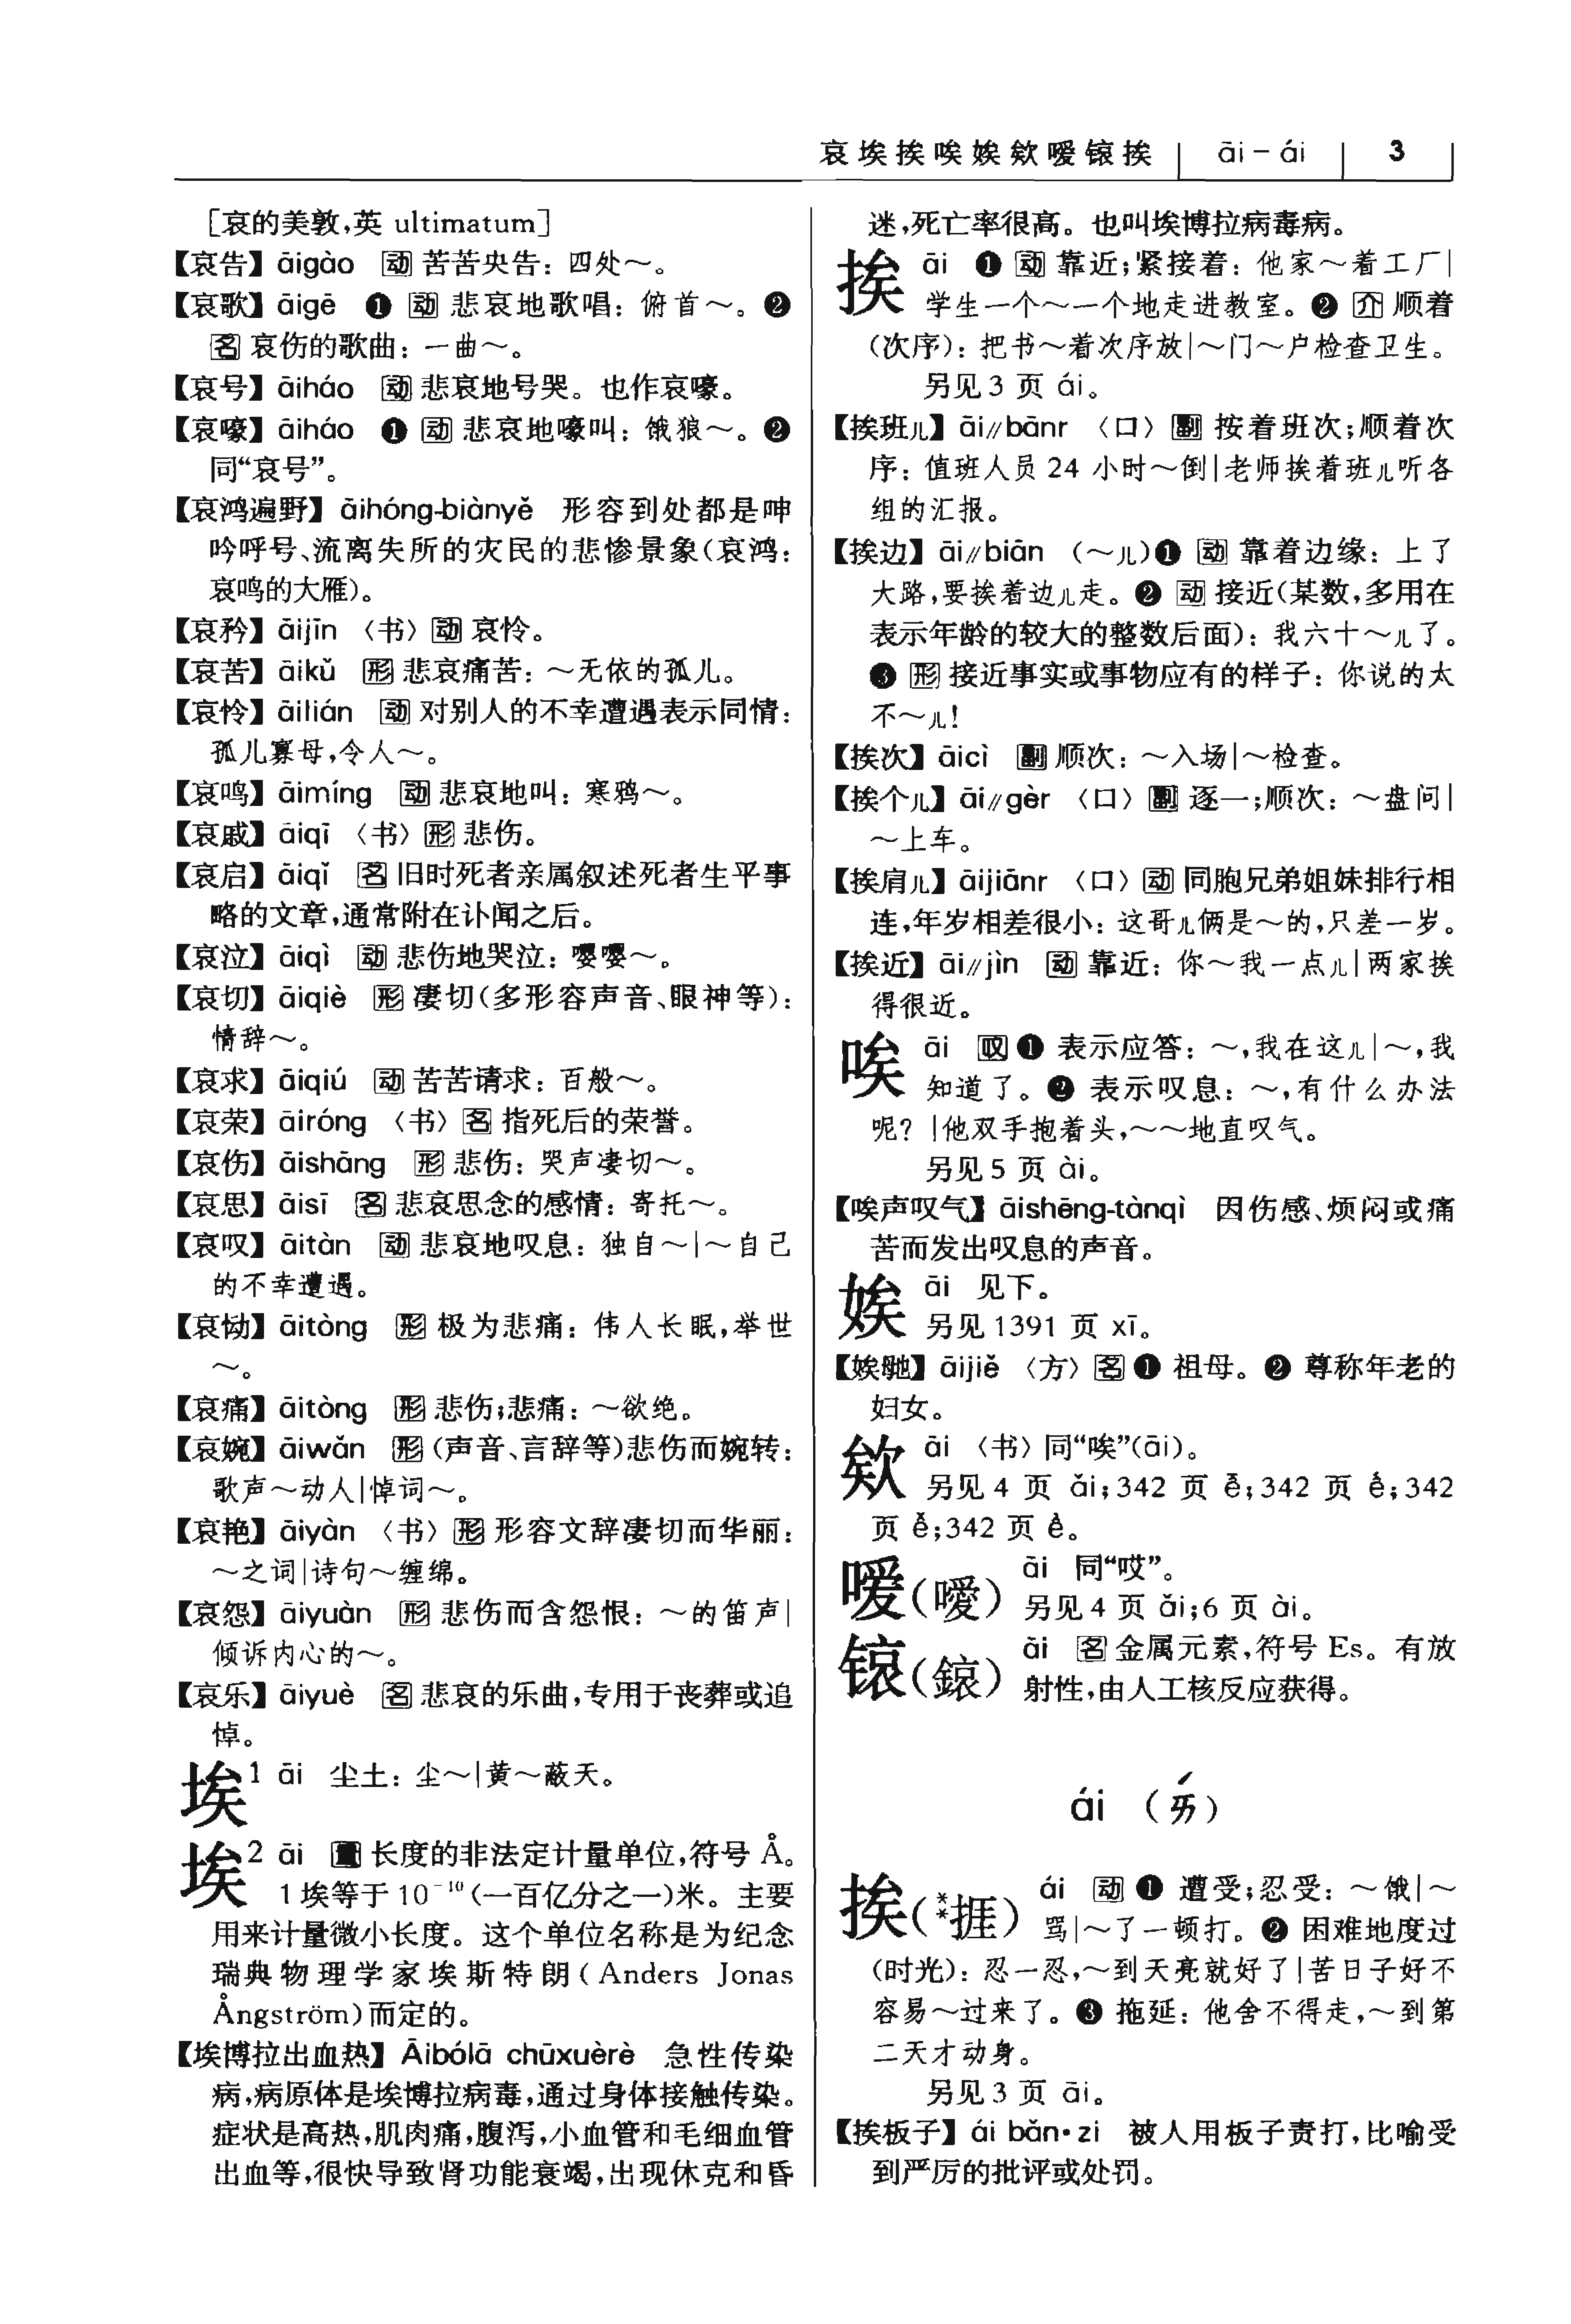 哀埃挨唉娭欸嗳锿挨 āi－ái 3
[哀的美敦,英 ultimatum]
【哀告】āigào 动 苦苦央告：四处～。
【哀歌】āigē ❶ 动 悲哀地歌唱：俯首～。❷
名 哀伤的歌曲：一曲～。
【哀号】āiháo 动 悲哀地号哭。也作哀嚎。
【哀嚎】āiháo ❶ 动 悲哀地嚎叫：饿狼～。❷
同“哀号”。
【哀鸿遍野】āihóng-biànyě 形容到处都是呻
吟呼号、流离失所的灾民的悲惨景象(哀鸿：
哀鸣的大雁)。
【哀矜】āijīn 〈书〉动 哀怜。
【哀苦】āikǔ 形 悲哀痛苦：～无依的孤儿。
【哀怜】āilián 动 对别人的不幸遭遇表示同情：
孤儿寡母,令人～。
【哀鸣】āimíng 动 悲哀地叫：寒鸦～。
【哀戚】āiqī 〈书〉形 悲伤。
【哀启】āiqǐ 名 旧时死者亲属叙述死者生平事
略的文章,通常附在讣闻之后。
【哀泣】āiqì 动 悲伤地哭泣：嘤嘤～。
【哀切】āiqiè 形 凄切(多形容声音、眼神等)：
情辞～。
【哀求】āiqiú 动 苦苦请求：百般～。
【哀荣】āiróng 〈书〉名 指死后的荣誉。
【哀伤】āishāng 形 悲伤：哭声凄切～。
【哀思】āisī 名 悲哀思念的感情：寄托～。
【哀叹】āitàn 动 悲哀地叹息：独自～|～自己
的不幸遭遇。
【哀恸】āitòng 形 极为悲痛：伟人长眠,举世
～。
【哀痛】āitòng 形 悲伤;悲痛：～欲绝。
【哀婉】āiwǎn 形 (声音、言辞等)悲伤而婉转：
歌声～动人|悼词～。
【哀艳】āiyàn 〈书〉形 形容文辞凄切而华丽：
～之词|诗句～缠绵。
【哀怨】āiyuàn 形 悲伤而含怨恨：～的笛声|
倾诉内心的～。
【哀乐】āiyuè 名 悲哀的乐曲,专用于丧葬或追
悼。
埃1 āi 尘土：尘～|黄～蔽天。
埃2 āi 量 长度的非法定计量单位,符号 Å。
1 埃等于 10⁻¹⁰(一百亿分之一)米。主要
用来计量微小长度。这个单位名称是为纪念
瑞典物理学家埃斯特朗(Anders Jonas
Ångström)而定的。
【埃博拉出血热】Āibólā chūxuèrè 急性传染
病,病原体是埃博拉病毒,通过身体接触传染。
症状是高热,肌肉痛,腹泻,小血管和毛细血管
出血等,很快导致肾功能衰竭,出现休克和昏
迷,死亡率很高。也叫埃博拉病毒病。
挨 āi ❶ 动 靠近;紧接着：他家～着工厂|
学生一个～一个地走进教室。❷ 介 顺着
(次序)：把书～着次序放|～门～户检查卫生。
另见 3 页 ái。
【挨班儿】āi∥bānr 〈口〉副 按着班次;顺着次
序：值班人员 24 小时～倒|老师挨着班儿听各
组的汇报。
【挨边】āi∥biān (～儿)❶ 动 靠着边缘：上了
大路,要挨着边儿走。❷ 动 接近(某数,多用在
表示年龄的较大的整数后面)：我六十～儿了。
❸ 形 接近事实或事物应有的样子：你说的太
不～儿!
【挨次】āicì 副 顺次：～入场|～检查。
【挨个儿】āi∥gèr 〈口〉副 逐一;顺次：～盘问|
～上车。
【挨肩儿】āijiānr 〈口〉动 同胞兄弟姐妹排行相
连,年岁相差很小：这哥儿俩是～的,只差一岁。
【挨近】āi∥jìn 动 靠近：你～我一点儿|两家挨
得很近。
唉 āi 叹 ❶ 表示应答：～,我在这儿|～,我
知道了。❷ 表示叹息：～,有什么办法
呢? |他双手抱着头,～～地直叹气。
另见 5 页 ài。
【唉声叹气】āishēng-tànqì 因伤感、烦闷或痛
苦而发出叹息的声音。
娭 āi 见下。
另见 1391 页 xī。
【娭毑】āijiě 〈方〉名 ❶ 祖母。❷ 尊称年老的
妇女。
欸 āi 〈书〉同“唉”(āi)。
另见 4 页 ǎi;342 页 ē̂;342 页 ế;342
页 ê̌;342 页 ề。
嗳(噯) āi 同“哎”。
另见 4 页 ǎi;6 页 ài。
锿(鎄) āi 名 金属元素,符号 Es。有放
射性,由人工核反应获得。
ái (ㄞˊ)
挨(**捱) ái 动 ❶ 遭受;忍受：～饿|～
骂|～了一顿打。❷ 困难地度过
(时光)：忍一忍,～到天亮就好了|苦日子好不
容易～过来了。❸ 拖延：他舍不得走,～到第
二天才动身。
另见 3 页 āi。
【挨板子】ái bǎn·zi 被人用板子责打,比喻受
到严厉的批评或处罚。